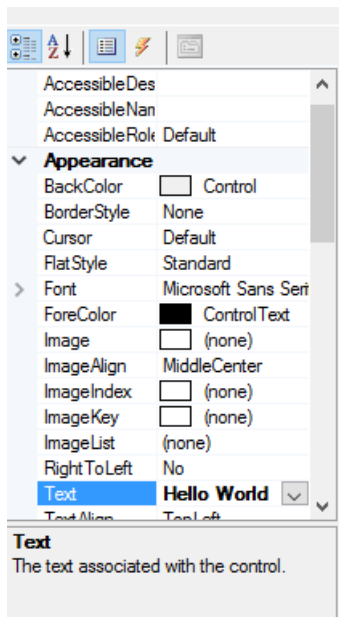 AccessibleDes
AccessibleNam
AccessibleRole Default
Appearance
BackColor Control
BorderStyle None
Cursor Default
FlatStyle Standard
Font Microsoft Sans Seri
ForeColor ControlText
Image (none)
ImageAlign MiddleCenter
ImageIndex (none)
ImageKey (none)
ImageList (none)
RightToLeft No
Text Hello World
TextAlign TopLeft
Text
The text associated with the control.